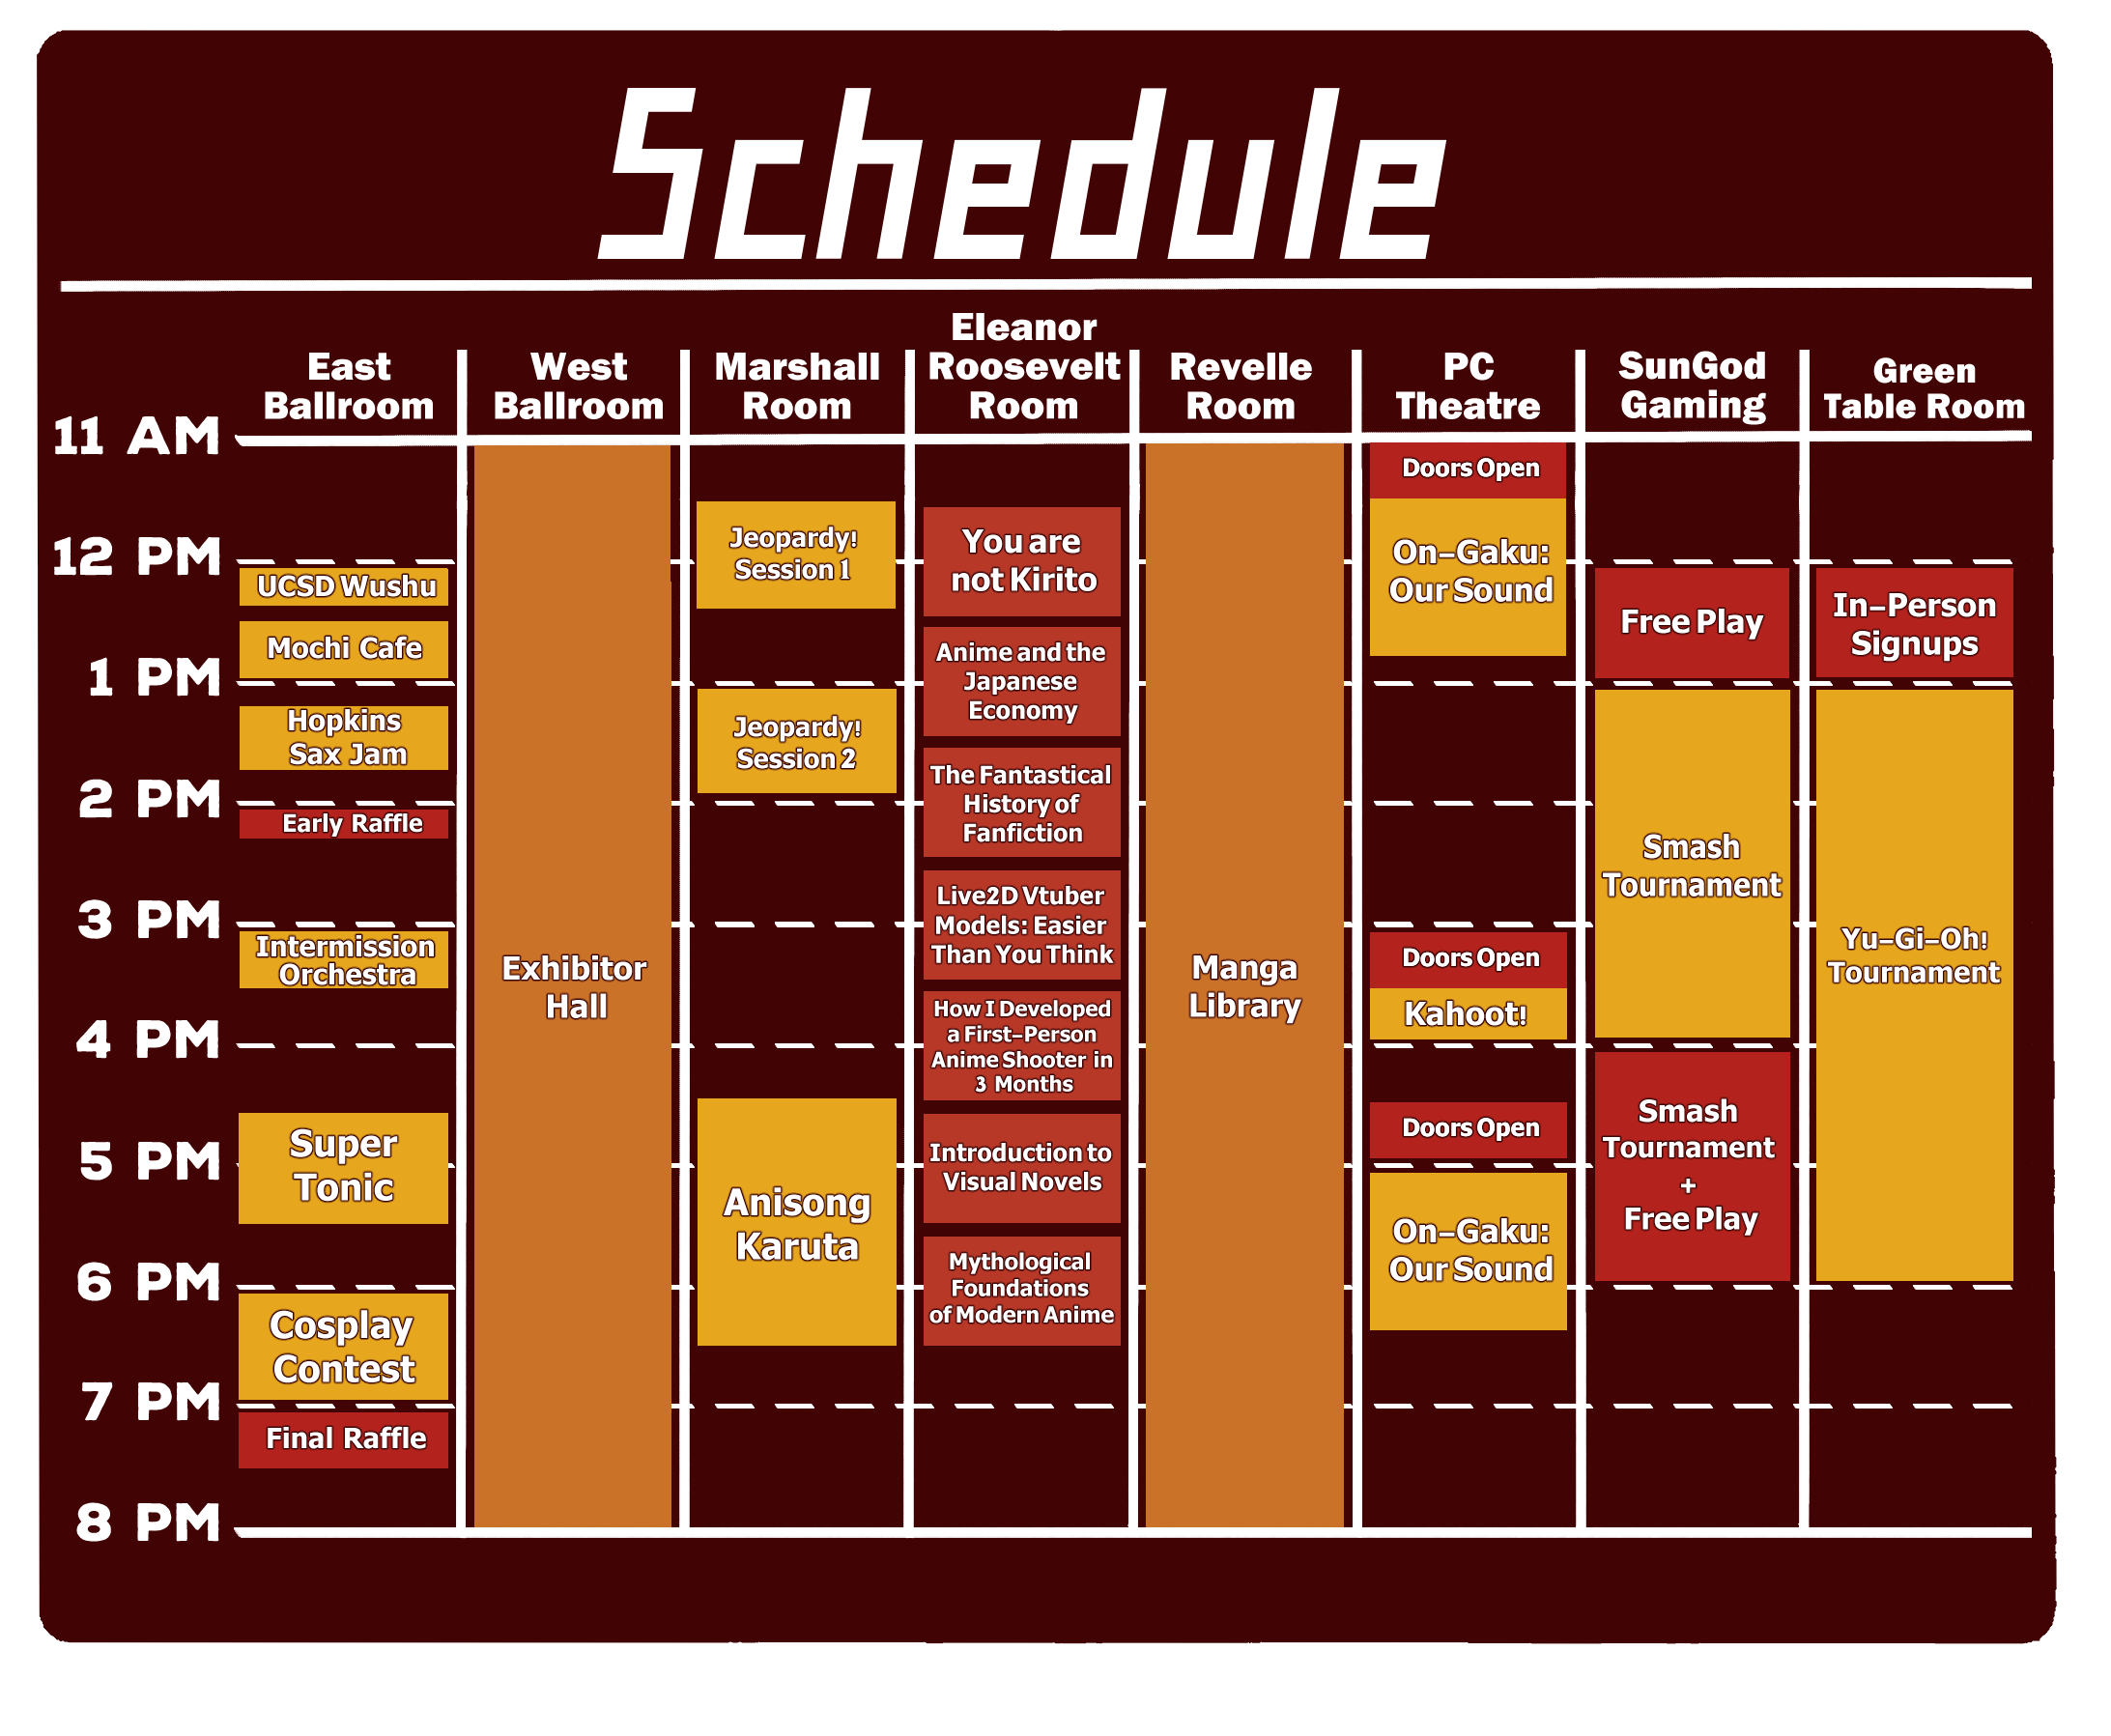 Schedule
East
Ballroom
West
Ballroom
Marshall
Room
Eleanor
Roosevelt
Room
Revelle
Room
PC
Theatre
SunGod
Gaming
Green
Table Room
11 AM
12 PM
1 PM
2 PM
3 PM
4 PM
5 PM
6 PM
7 PM
8 PM
UCSD Wushu
Mochi Cafe
Hopkins
Sax Jam
Early Raffle
Intermission
Orchestra
Super
Tonic
Cosplay
Contest
Final Raffle
Exhibitor
Hall
Jeopardy!
Session 1
Jeopardy!
Session 2
Anisong
Karuta
You are
not Kirito
Anime and the
Japanese
Economy
The Fantastical
History of
Fanfiction
Live2D Vtuber
Models: Easier
Than You Think
How I Developed
a First-Person
Anime Shooter in
3 Months
Introduction to
Visual Novels
Mythological
Foundations
of Modern Anime
Manga
Library
Doors Open
On-Gaku:
Our Sound
Doors Open
Kahoot!
Doors Open
On-Gaku:
Our Sound
Free Play
Smash
Tournament
Smash
Tournament
+
Free Play
In-Person
Signups
Yu-Gi-Oh!
Tournament